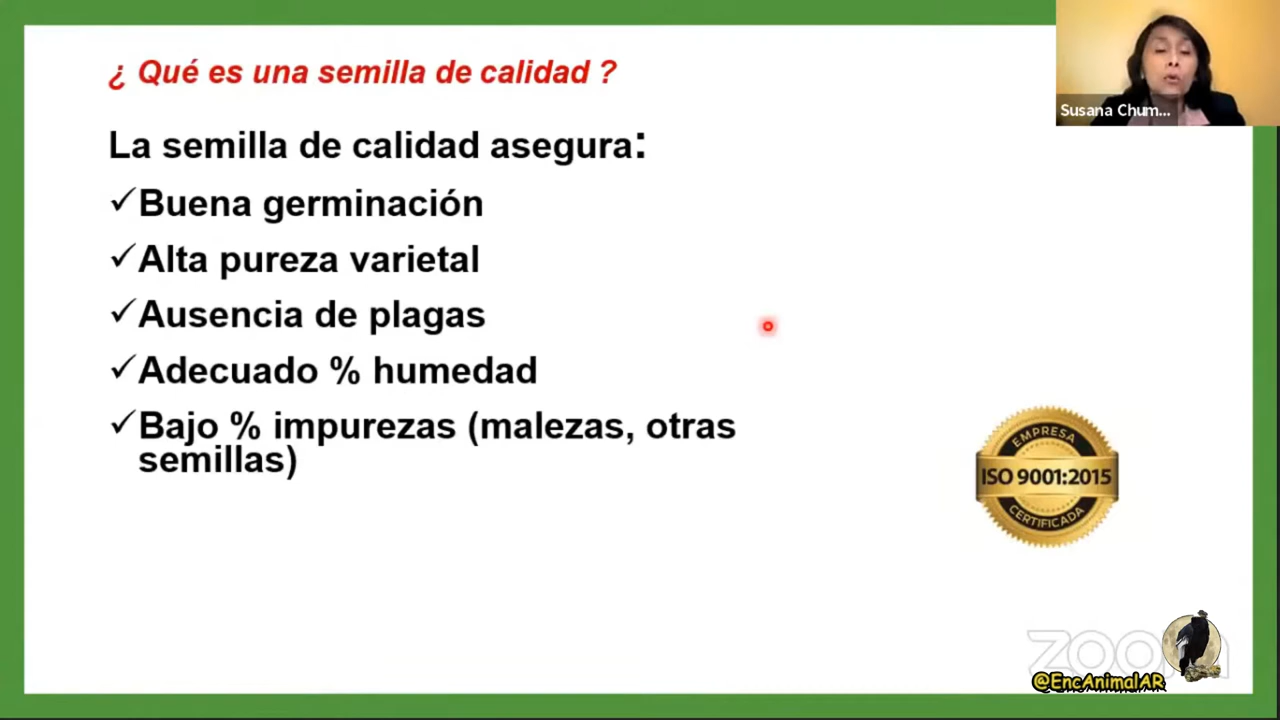 ¿ Qué es una semilla de calidad ?
Susana Chum...
La semilla de calidad asegura:
✓Buena germinación
✓Alta pureza varietal
✓Ausencia de plagas
✓Adecuado % humedad
✓Bajo % impurezas (malezas, otras
semillas)
EMPRESA
ISO 9001:2015
CERTIFICADA
zoom
@EncAnimalAR